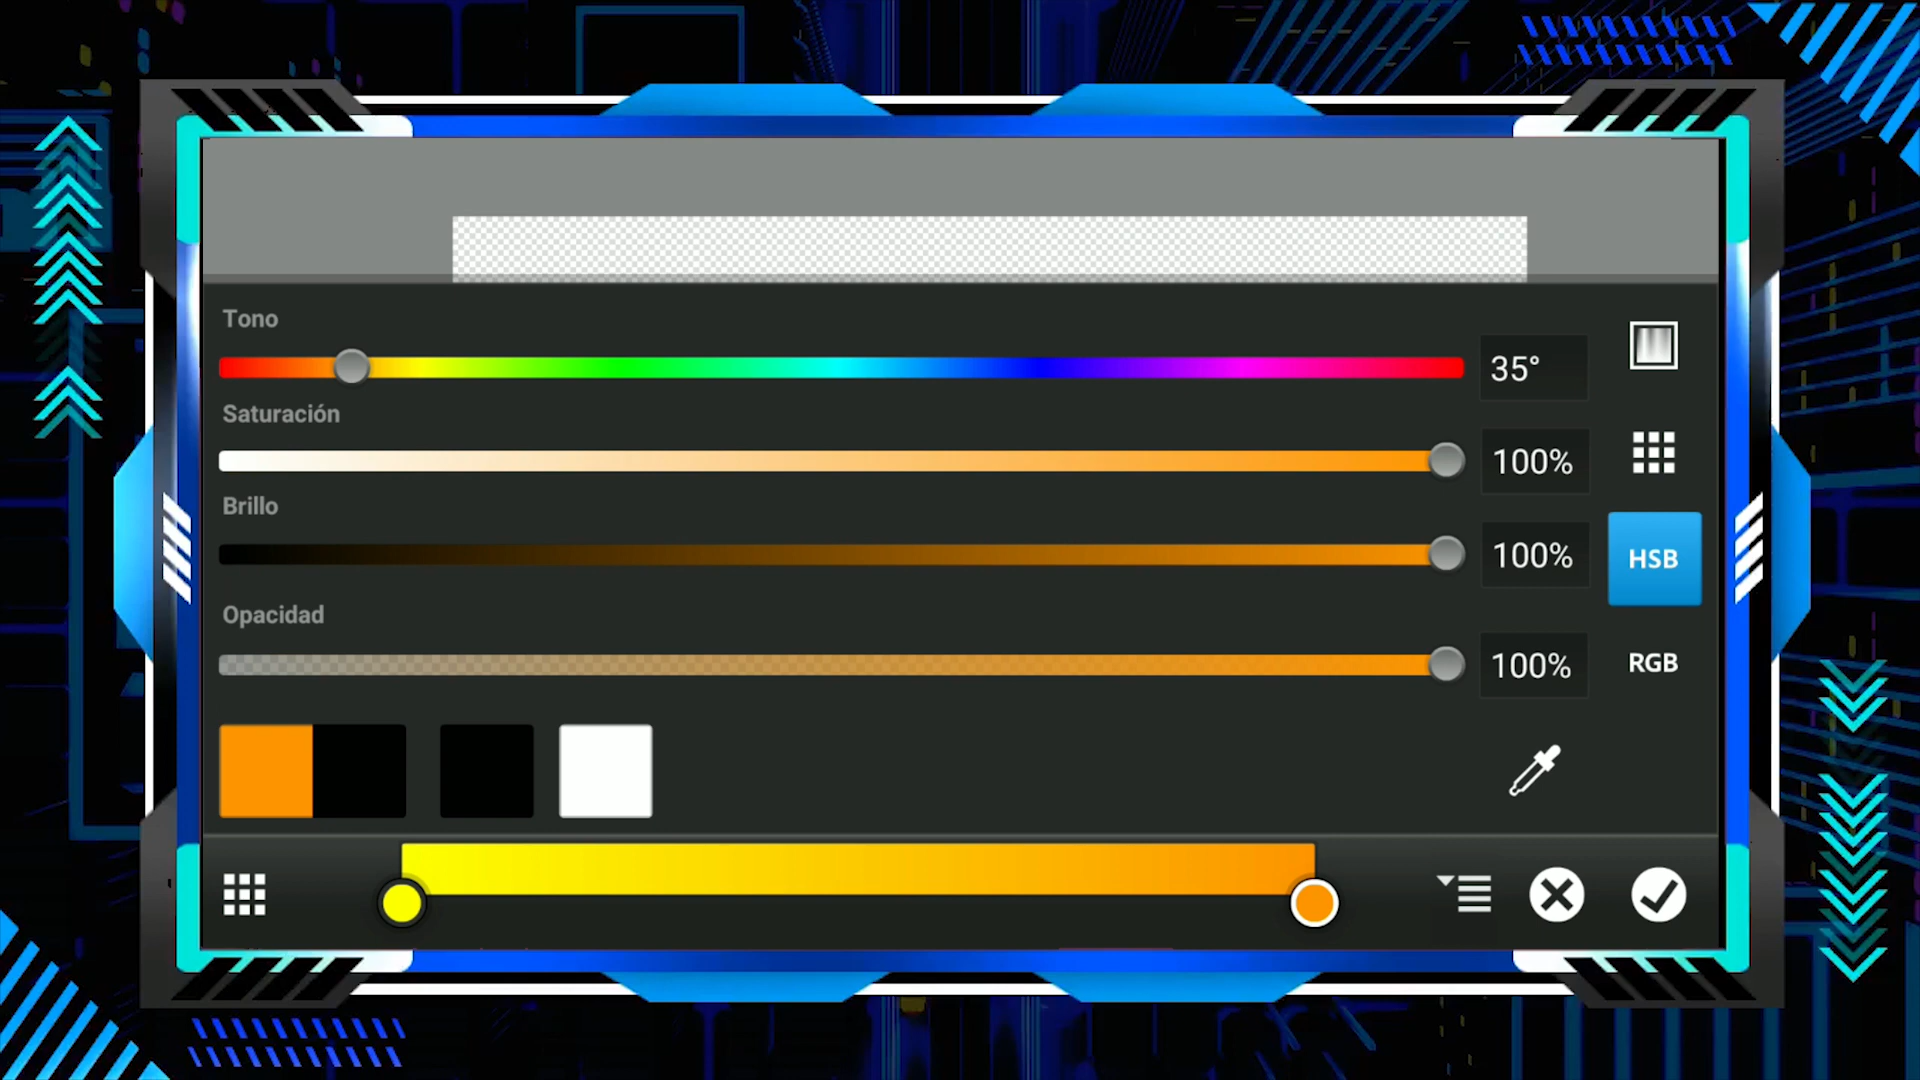 Tono
35°
Saturación
100%
Brillo
100%
HSB
Opacidad
100%
RGB